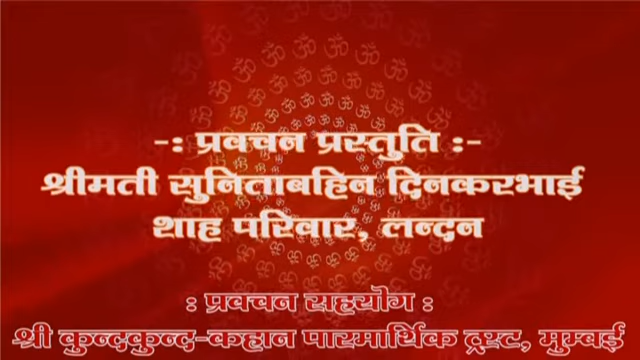 -: प्रवचन प्रस्तुति :-
श्रीमती सुनिताबहिन दिनकरभाई
शाह परिवार, लन्दन
: प्रवचन सहयोग :
श्री कुन्दकुन्द-कहान पारमार्थिक ट्रस्ट, मुम्बई